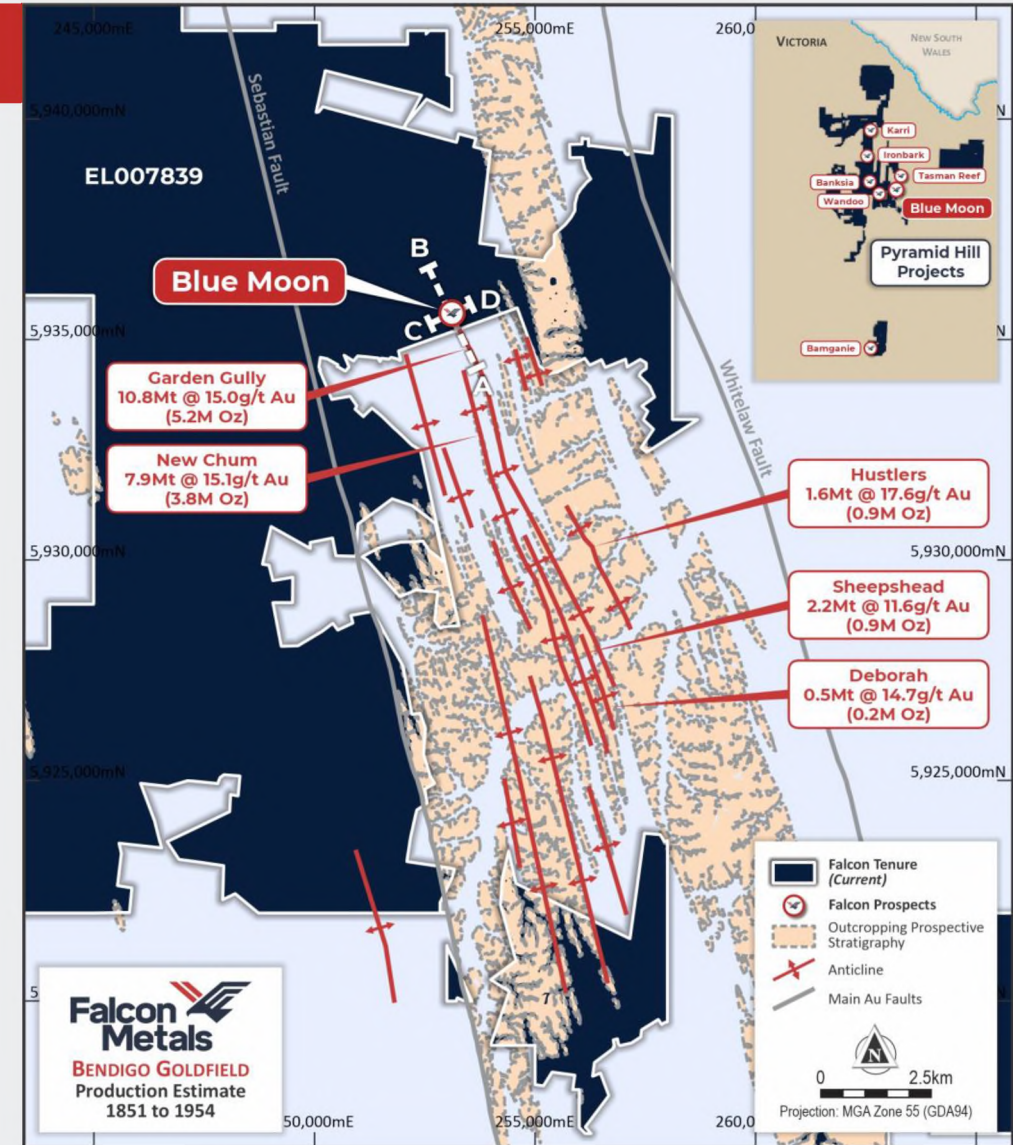 245,000mE
255,000mE
260,0
5,940,000mN
N
EL007839
Sebastian Fault
B
Blue Moon
D
C
A
5,935,000mN
N
Garden Gully
10.8Mt @ 15.0g/t Au
(5.2M Oz)
New Chum
7.9Mt @ 15.1g/t Au
(3.8M Oz)
Whitelaw Fault
Hustlers
1.6Mt @ 17.6g/t Au
(0.9M Oz)
5,930,000mN
5,930,000mN
Sheepshead
2.2Mt @ 11.6g/t Au
(0.9M Oz)
Deborah
0.5Mt @ 14.7g/t Au
(0.2M Oz)
5,925,000mN
5,925,000mN
5
50,000mE
255,000mE
260,0
VICTORIA
NEW SOUTH
WALES
Karri
Ironbark
Banksia
Tasman Reef
Wandoo
Blue Moon
Pyramid Hill
Projects
Bamganie
Falcon
Metals
BENDIGO GOLDFIELD
Production Estimate
1851 to 1954
Falcon Tenure
(Current)
Falcon Prospects
Outcropping Prospective
Stratigraphy
Anticline
Main Au Faults
N
0 2.5km
Projection: MGA Zone 55 (GDA94)